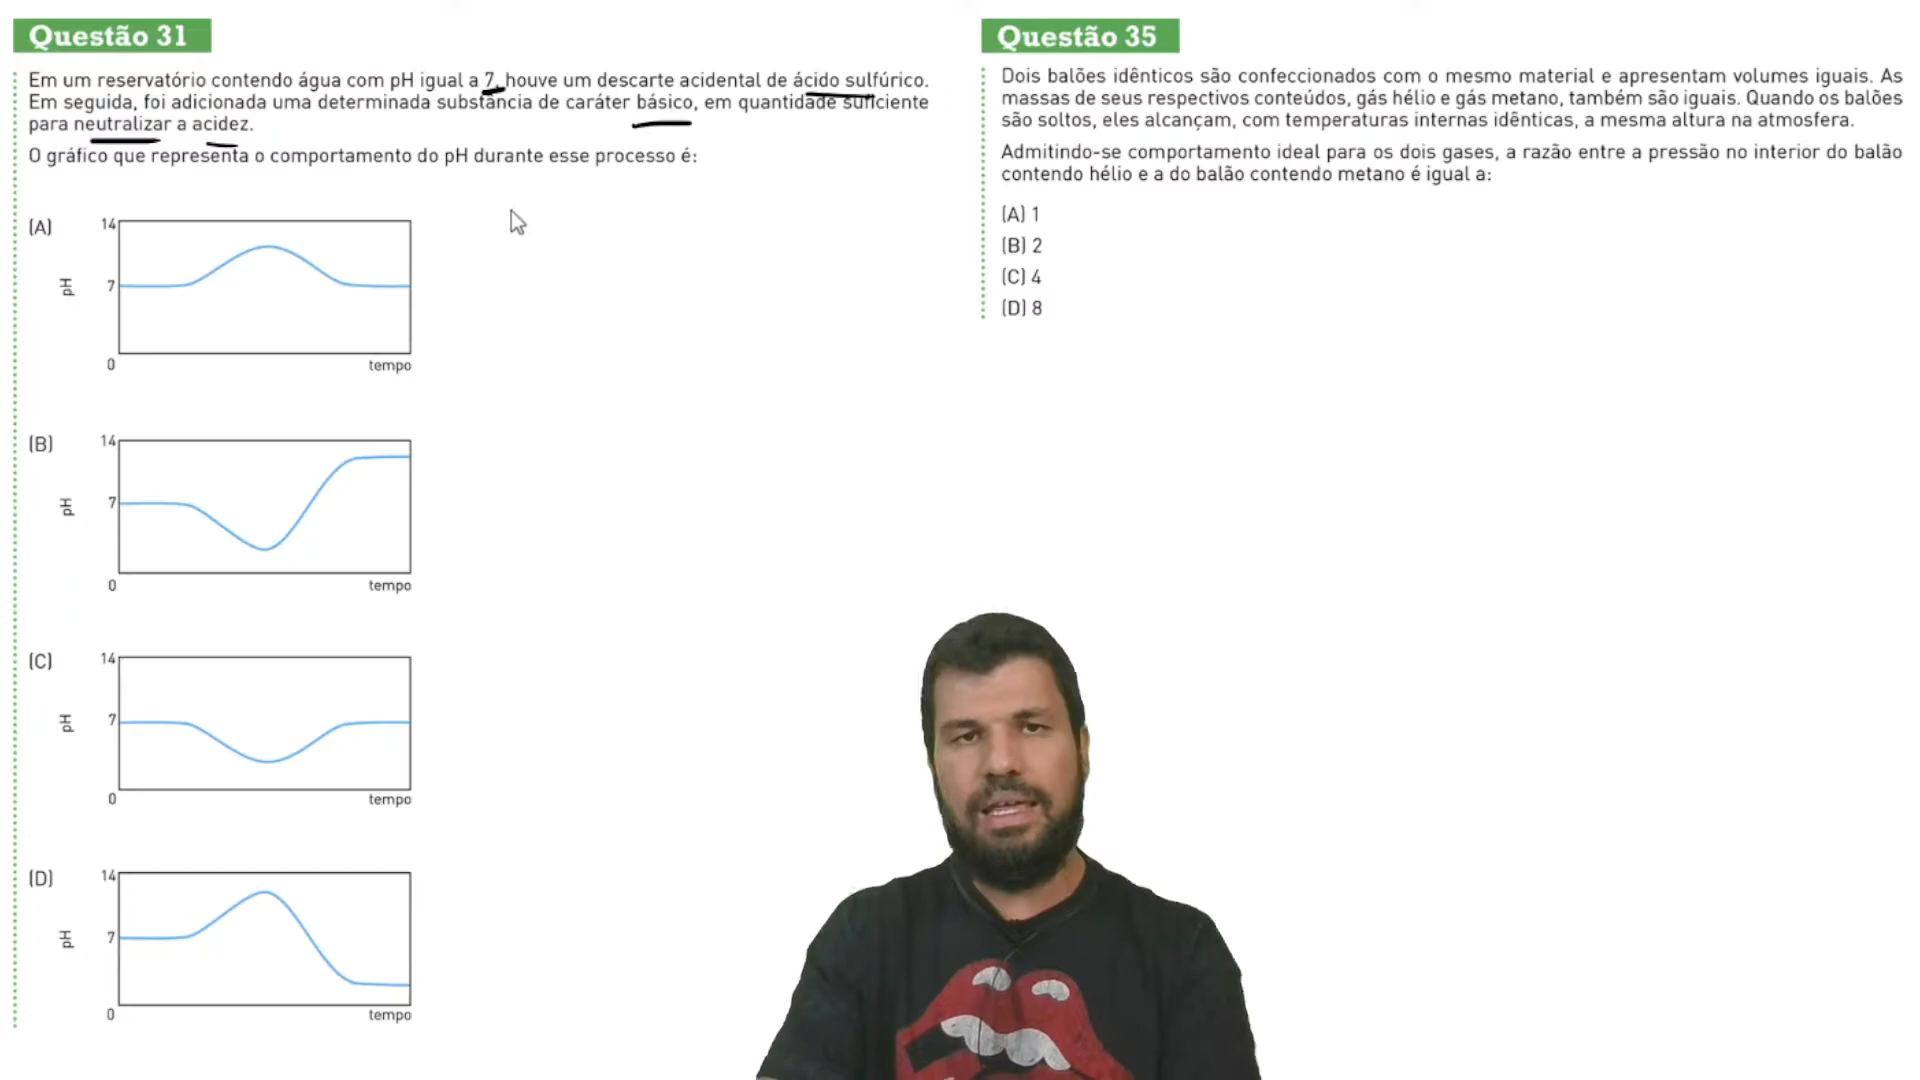 Questão 31
Em um reservatório contendo água com pH igual a 7, houve um descarte acidental de ácido sulfúrico.
Em seguida, foi adicionada uma determinada substância de caráter básico, em quantidade suficiente
para neutralizar a acidez.
O gráfico que representa o comportamento do pH durante esse processo é:
(A)
14
pH
7
0
tempo
(B)
14
pH
7
0
tempo
(C)
14
pH
7
0
tempo
(D)
14
pH
7
0
tempo
Questão 35
Dois balões idênticos são confeccionados com o mesmo material e apresentam volumes iguais. As
massas de seus respectivos conteúdos, gás hélio e gás metano, também são iguais. Quando os balões
são soltos, eles alcançam, com temperaturas internas idênticas, a mesma altura na atmosfera.
Admitindo-se comportamento ideal para os dois gases, a razão entre a pressão no interior do balão
contendo hélio e a do balão contendo metano é igual a:
(A) 1
(B) 2
(C) 4
(D) 8